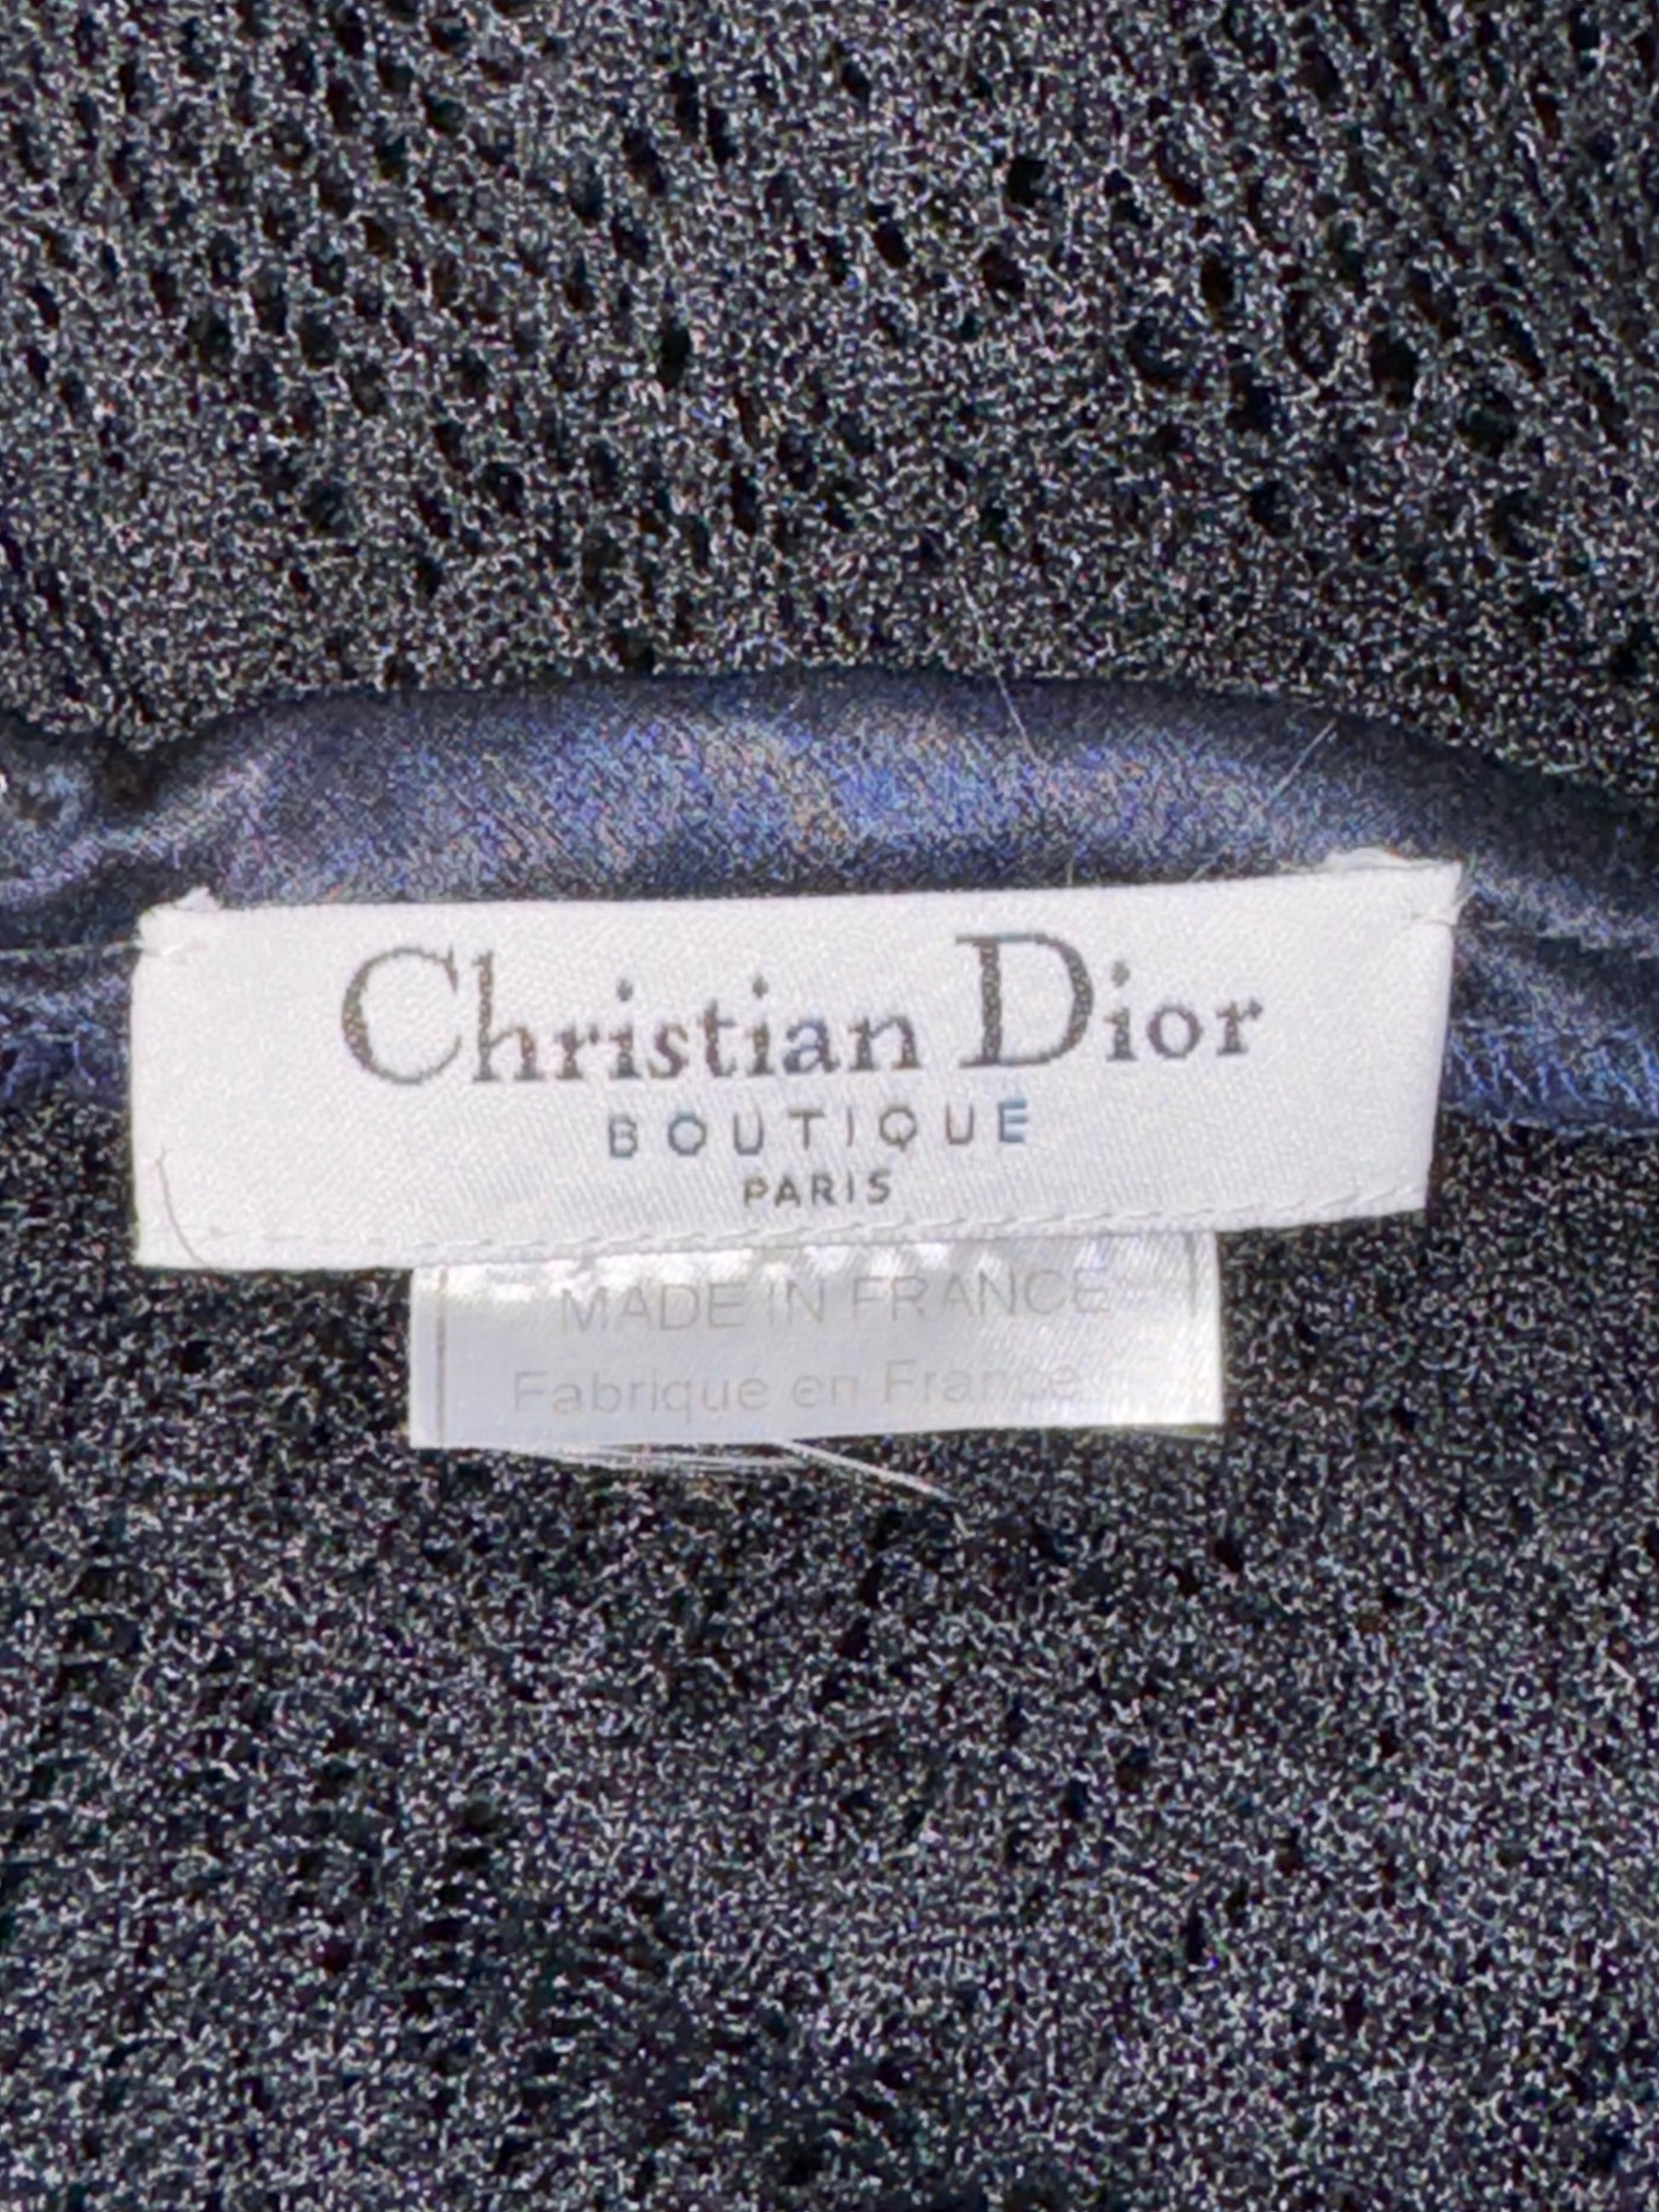 Christian Dior
BOUTIQUE
PARIS
MADE IN FRANCE
Fabriqué en France